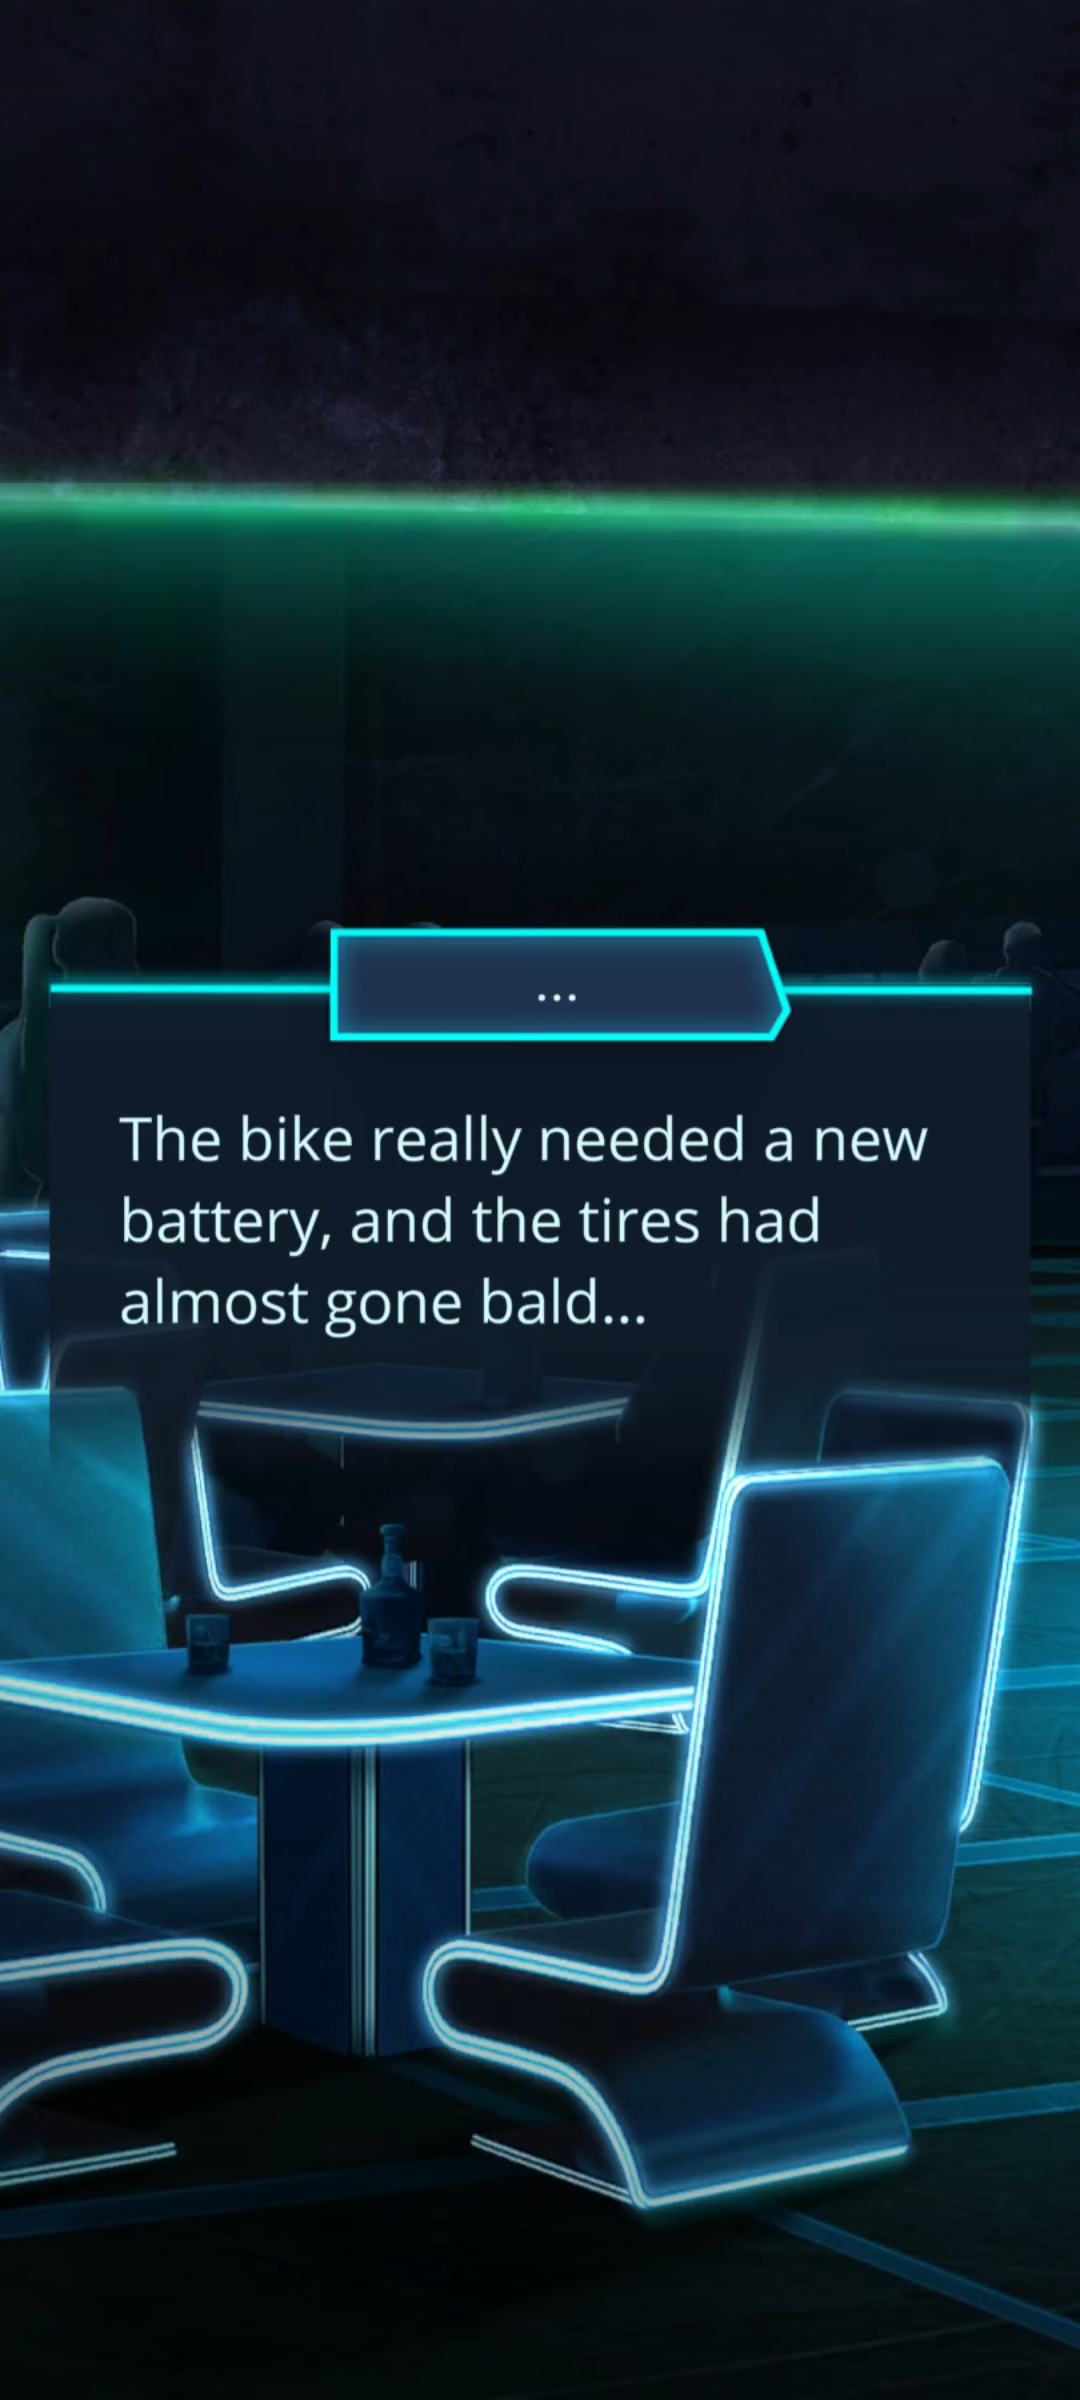 ...
The bike really needed a new
battery, and the tires had
almost gone bald...